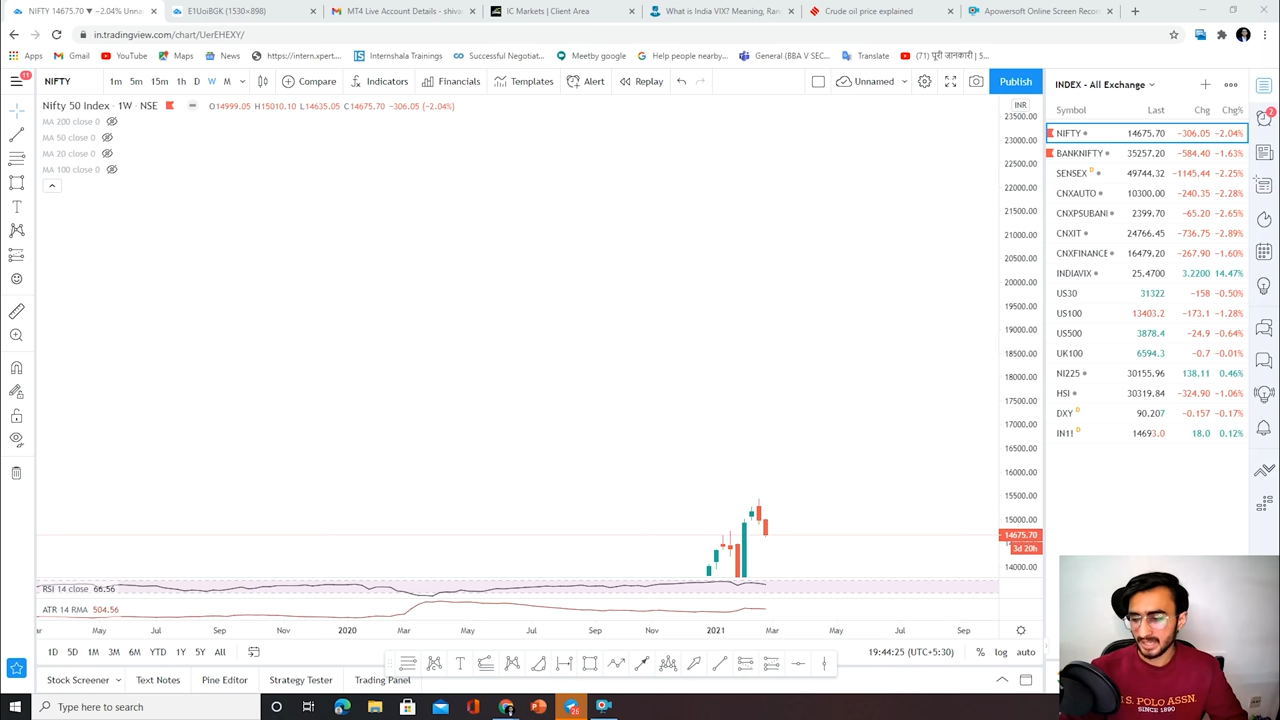 NIFTY 14675.70 ▼ −2.04% Unna
E1UoiBGK (1530×898)
MT4 Live Account Details - shiva
IC Markets | Client Area
What is India VIX? Meaning, Ran
Crude oil price explained
Apowersoft Online Screen Recor
in.tradingview.com/chart/UerEHEXY/
Gmail
YouTube
Maps
News
https://intern.xpert...
Internshala Trainings
Successful Negotiat...
Meetby google
Help people nearby...
General (BBA V SEC...
Translate
(71) पूरी जानकारी | S...
11
NIFTY
1m 5m 15m 1h D W M
Compare
Indicators
Financials
Templates
Alert
Replay
Unnamed
Publish
Nifty 50 Index · 1W · NSE
O14999.05 H15010.10 L14635.05 C14675.70 −306.05 (−2.04%)
MA 200 close 0
MA 50 close 0
MA 20 close 0
MA 100 close 0
INR
23500.00
23000.00
22500.00
22000.00
21500.00
21000.00
20500.00
20000.00
19500.00
19000.00
18500.00
18000.00
17500.00
17000.00
16500.00
16000.00
15500.00
15000.00
14675.70
3d 20h
14000.00
RSI 14 close 66.56
ATR 14 RMA 504.56
May Jul Sep Nov 2020 Mar May Jul Sep Nov 2021 Mar May Jul Sep
1D 5D 1M 3M 6M YTD 1Y 5Y All
19:44:25 (UTC+5:30)
% log auto
Stock Screener
Text Notes
Pine Editor
Strategy Tester
Trading Panel
INDEX - All Exchange
Symbol Last Chg Chg%
NIFTY 14675.70 −306.05 −2.04%
BANKNIFTY 35257.20 −584.40 −1.63%
SENSEX D 49744.32 −1145.44 −2.25%
CNXAUTO 10300.00 −240.35 −2.28%
CNXPSUBANI 2399.70 −65.20 −2.65%
CNXIT 24766.45 −736.75 −2.89%
CNXFINANCE 16479.20 −267.90 −1.60%
INDIAVIX 25.4700 3.2200 14.47%
US30 31322 −158 −0.50%
US100 13403.2 −173.1 −1.28%
US500 3878.4 −24.9 −0.64%
UK100 6594.3 −0.7 −0.01%
NI225 30155.96 138.11 0.46%
HSI 30319.84 −324.90 −1.06%
DXY D 90.207 −0.157 −0.17%
IN1! D 14693.0 18.0 0.12%
2
U.S. POLO ASSN.
SINCE 1890
Type here to search